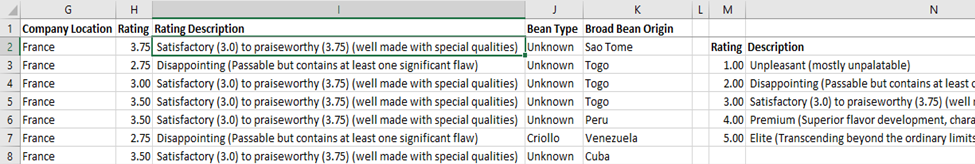 G H I J K L M N
1 Company Location Rating Rating Description Bean Type Broad Bean Origin
2 France 3.75 Satisfactory (3.0) to praiseworthy (3.75) (well made with special qualities) Unknown Sao Tome Rating Description
3 France 2.75 Disappointing (Passable but contains at least one significant flaw) Unknown Togo 1.00 Unpleasant (mostly unpalatable)
4 France 3.00 Satisfactory (3.0) to praiseworthy (3.75) (well made with special qualities) Unknown Togo 2.00 Disappointing (Passable but contains at least
5 France 3.50 Satisfactory (3.0) to praiseworthy (3.75) (well made with special qualities) Unknown Togo 3.00 Satisfactory (3.0) to praiseworthy (3.75) (well
6 France 3.50 Satisfactory (3.0) to praiseworthy (3.75) (well made with special qualities) Unknown Peru 4.00 Premium (Superior flavor development, chara
7 France 2.75 Disappointing (Passable but contains at least one significant flaw) Criollo Venezuela 5.00 Elite (Transcending beyond the ordinary limits
8 France 3.50 Satisfactory (3.0) to praiseworthy (3.75) (well made with special qualities) Unknown Cuba